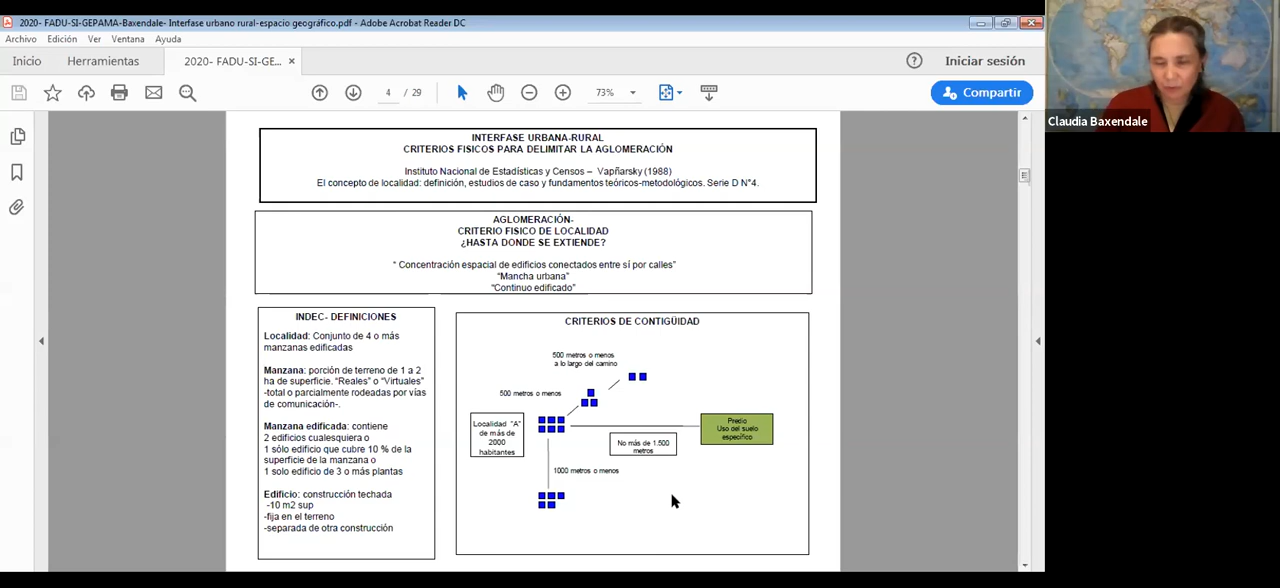 2020- FADU-SI-GEPAMA-Baxendale- Interfase urbano rural-espacio geográfico.pdf - Adobe Acrobat Reader DC
Archivo Edición Ver Ventana Ayuda
Inicio Herramientas 2020- FADU-SI-GE... × Iniciar sesión
4 / 29 73% Compartir
Claudia Baxendale
INTERFASE URBANA-RURAL
CRITERIOS FISICOS PARA DELIMITAR LA AGLOMERACIÓN
Instituto Nacional de Estadísticas y Censos – Vapñarsky (1988)
El concepto de localidad: definición, estudios de caso y fundamentos teóricos-metodológicos. Serie D N°4.
AGLOMERACIÓN-
CRITERIO FISICO DE LOCALIDAD
¿HASTA DONDE SE EXTIENDE?
“ Concentración espacial de edificios conectados entre sí por calles”
“Mancha urbana”
“Continuo edificado”
INDEC- DEFINICIONES
Localidad: Conjunto de 4 o más
manzanas edificadas
Manzana: porción de terreno de 1 a 2
ha de superficie. “Reales” o “Virtuales”
-total o parcialmente rodeadas por vías
de comunicación-.
Manzana edificada: contiene
2 edificios cualesquiera o
1 sólo edificio que cubre 10 % de la
superficie de la manzana o
1 solo edificio de 3 o más plantas
Edificio: construcción techada
-10 m2 sup
-fija en el terreno
-separada de otra construcción
CRITERIOS DE CONTIGÜIDAD
500 metros o menos
a lo largo del camino
500 metros o menos
Localidad “A”
de más de
2000
habitantes
Predio
Uso del suelo
específico
No más de 1.500
metros
1000 metros o menos